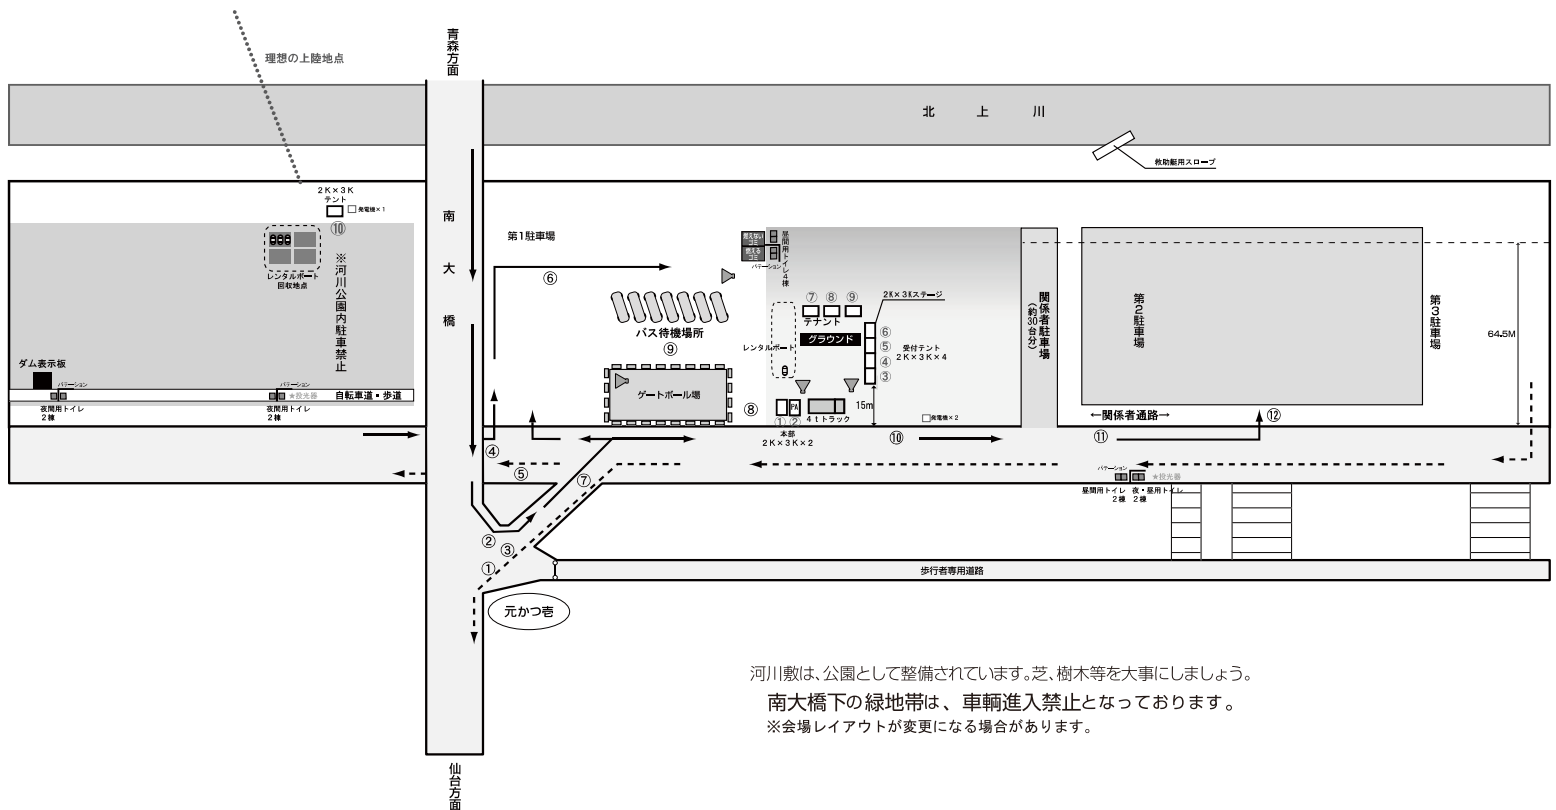 青森方面
理想の上陸地点
北上川
救助艇用スロープ
2K×3K
テント
発電機×1
⑩
レンタルボート
回収地点
※河川公園内駐車禁止
ダム表示板
パテーション
夜間用トイレ
2棟
パテーション
★投光器
夜間用トイレ
2棟
自転車道・歩道
南大橋
第1駐車場
⑥
バス待機場所
⑨
ゲートボール場
⑧
燃えない
ゴミ
燃える
ゴミ
パテーション
昼間用トイレ4棟
レンタルボート
⑦
⑧
⑨
テナント
グラウンド
2K×3Kステージ
⑥
⑤
④
③
受付テント
2K×3K×4
15m
①
②
PA
本部
2K×3K×2
4tトラック
発電機×2
関係者駐車場
(約30台分)
第2駐車場
第3駐車場
64.5M
←関係者通路→
⑫
⑪
⑩
④
⑤
⑦
②
③
①
パテーション
★投光器
昼間用トイレ
2棟
夜・昼用トイレ
2棟
歩行者専用道路
元かつ壱
河川敷は、公園として整備されています。芝、樹木等を大事にしましょう。
南大橋下の緑地帯は、車輌進入禁止となっております。
※会場レイアウトが変更になる場合があります。
仙台方面